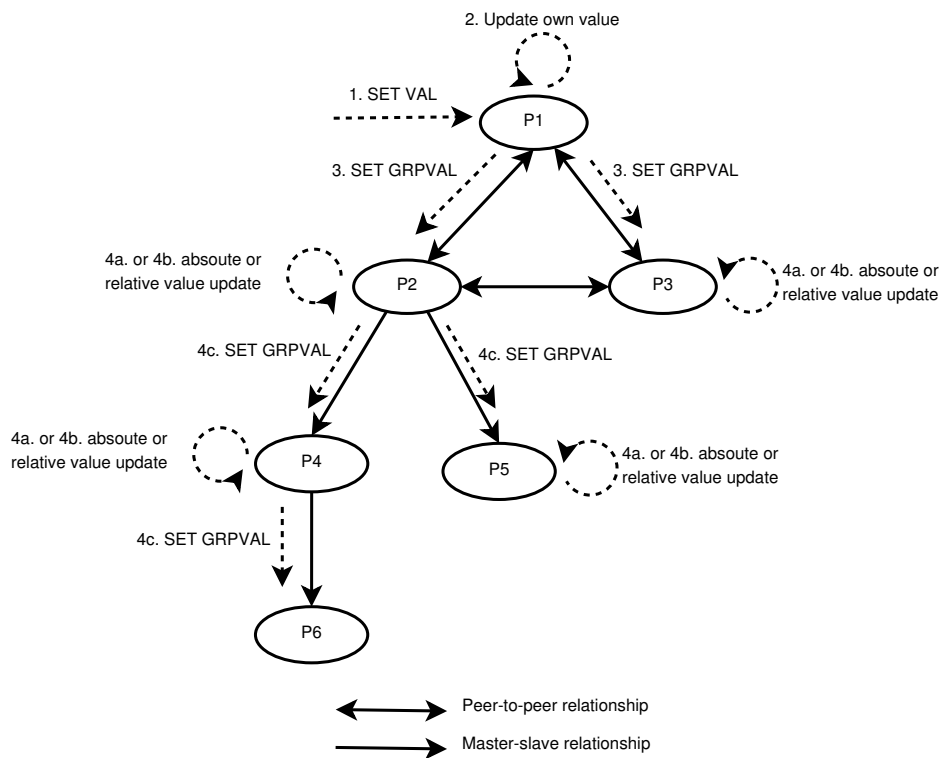 2. Update own value
1. SET VAL
P1
3. SET GRPVAL
3. SET GRPVAL
4a. or 4b. absoute or
relative value update
P2
P3
4a. or 4b. absoute or
relative value update
4c. SET GRPVAL
4c. SET GRPVAL
4a. or 4b. absoute or
relative value update
P4
P5
4a. or 4b. absoute or
relative value update
4c. SET GRPVAL
P6
Peer-to-peer relationship
Master-slave relationship